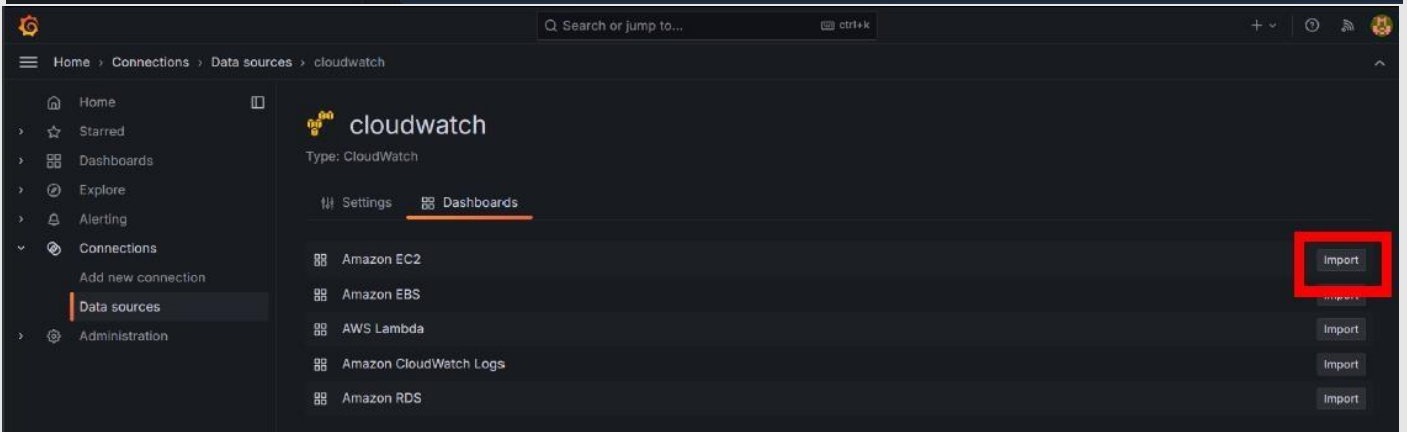 Search or jump to... ctrl+k
Home › Connections › Data sources › cloudwatch
Home
Starred
Dashboards
Explore
Alerting
Connections
Add new connection
Data sources
Administration
cloudwatch
Type: CloudWatch
Settings Dashboards
Amazon EC2 Import
Amazon EBS Import
AWS Lambda Import
Amazon CloudWatch Logs Import
Amazon RDS Import